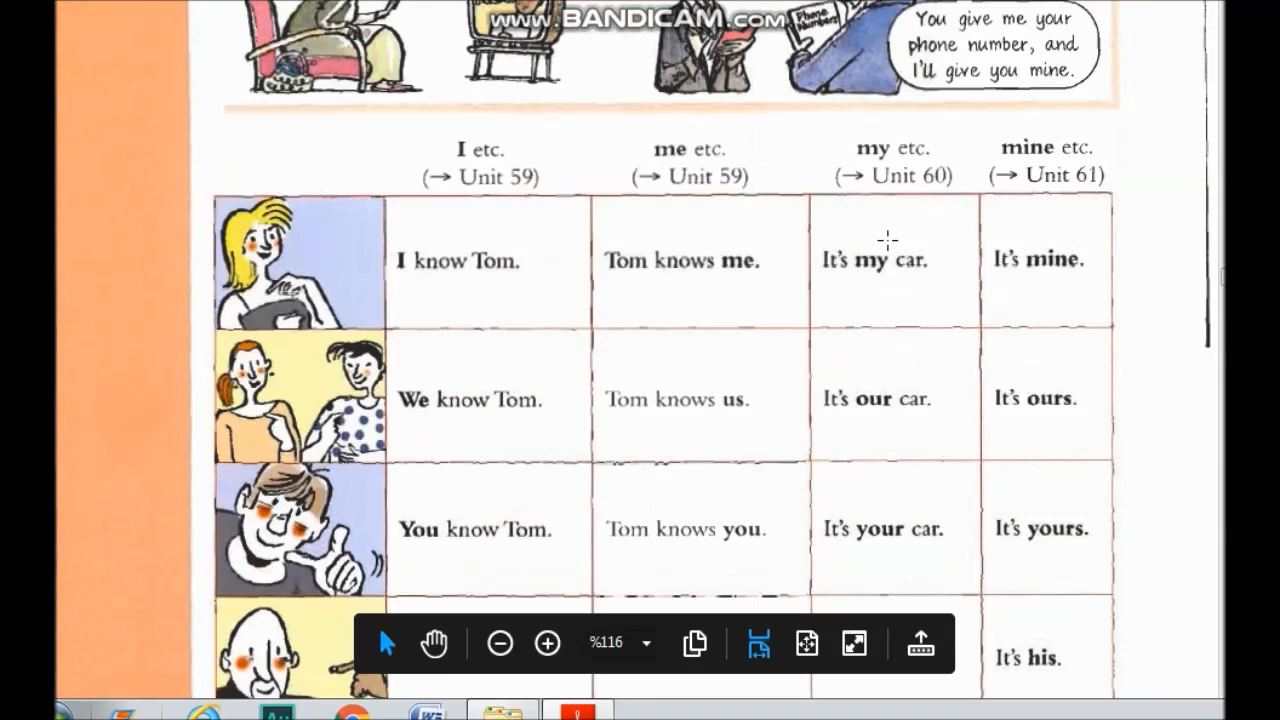 www.BANDICAM.com
Phone
Numbers
You give me your
phone number, and
I'll give you mine.
I etc.
(→ Unit 59)
me etc.
(→ Unit 59)
my etc.
(→ Unit 60)
mine etc.
(→ Unit 61)
I know Tom.
Tom knows me.
It's my car.
It's mine.
We know Tom.
Tom knows us.
It's our car.
It's ours.
You know Tom.
Tom knows you.
It's your car.
It's yours.
It's his.
%116